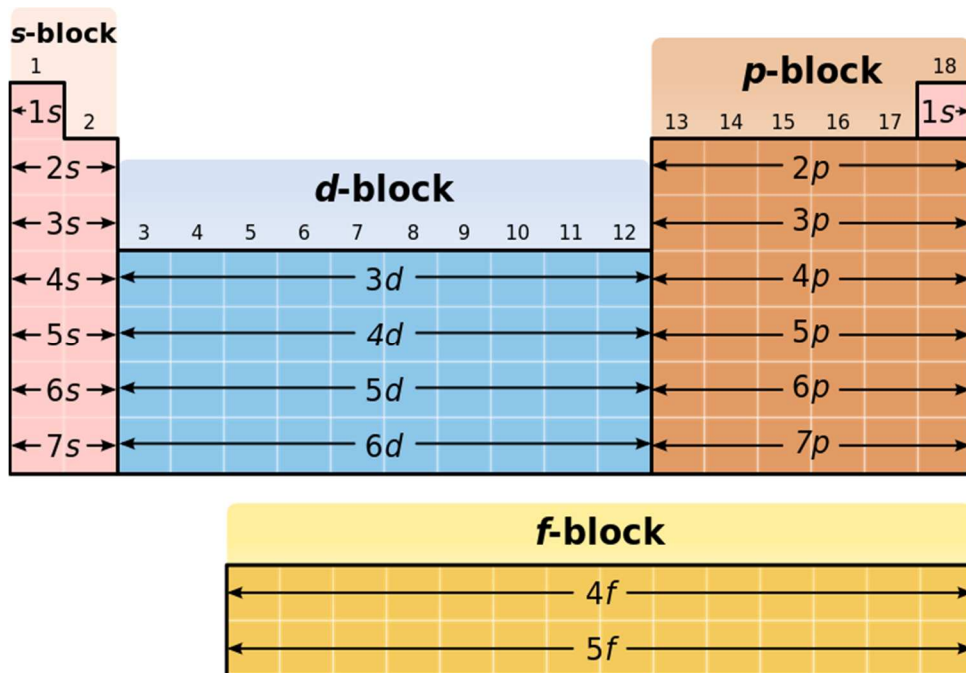 s-block
p-block
1
18
1s
2
13 14 15 16 17
1s
2s
2p
d-block
3s
3p
3 4 5 6 7 8 9 10 11 12
4s
3d
4p
5s
4d
5p
6s
5d
6p
7s
6d
7p
f-block
4f
5f